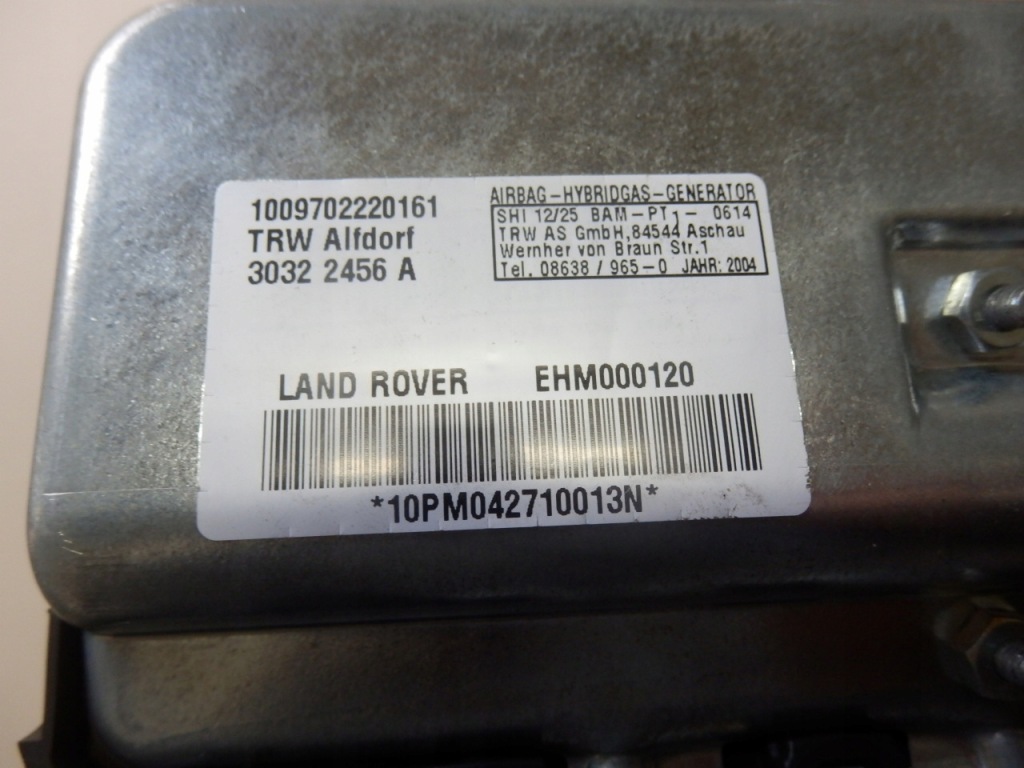 1009702220161
TRW Alfdorf
3032 2456 A
AIRBAG-HYBRIDGAS-GENERATOR
SHI 12/25 BAM-PT1- 0614
TRW AS GmbH,84544 Aschau
Wernher von Braun Str.1
Tel. 08638 / 965-0 JAHR: 2004
LAND ROVER EHM000120
*10PM042710013N*